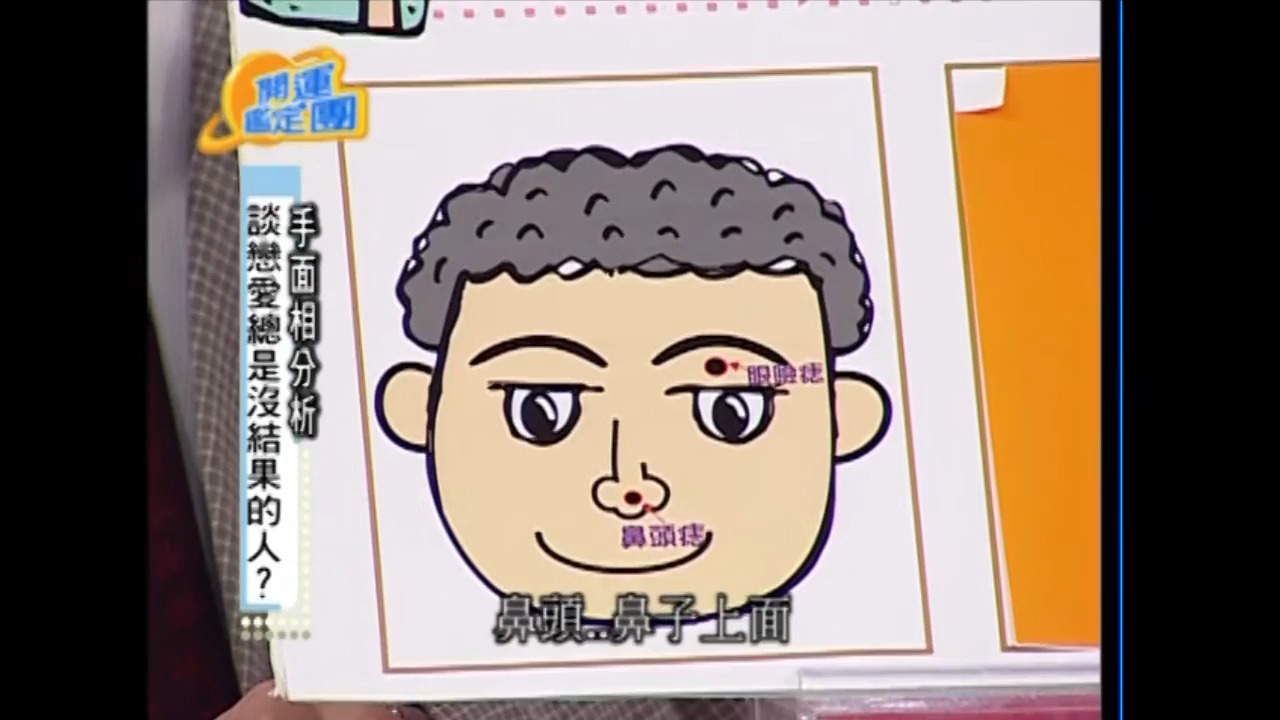 開運
鑑定團
手面相分析
談戀愛總是沒結果的人?
眼瞼痣
鼻頭痣
鼻頭..鼻子上面